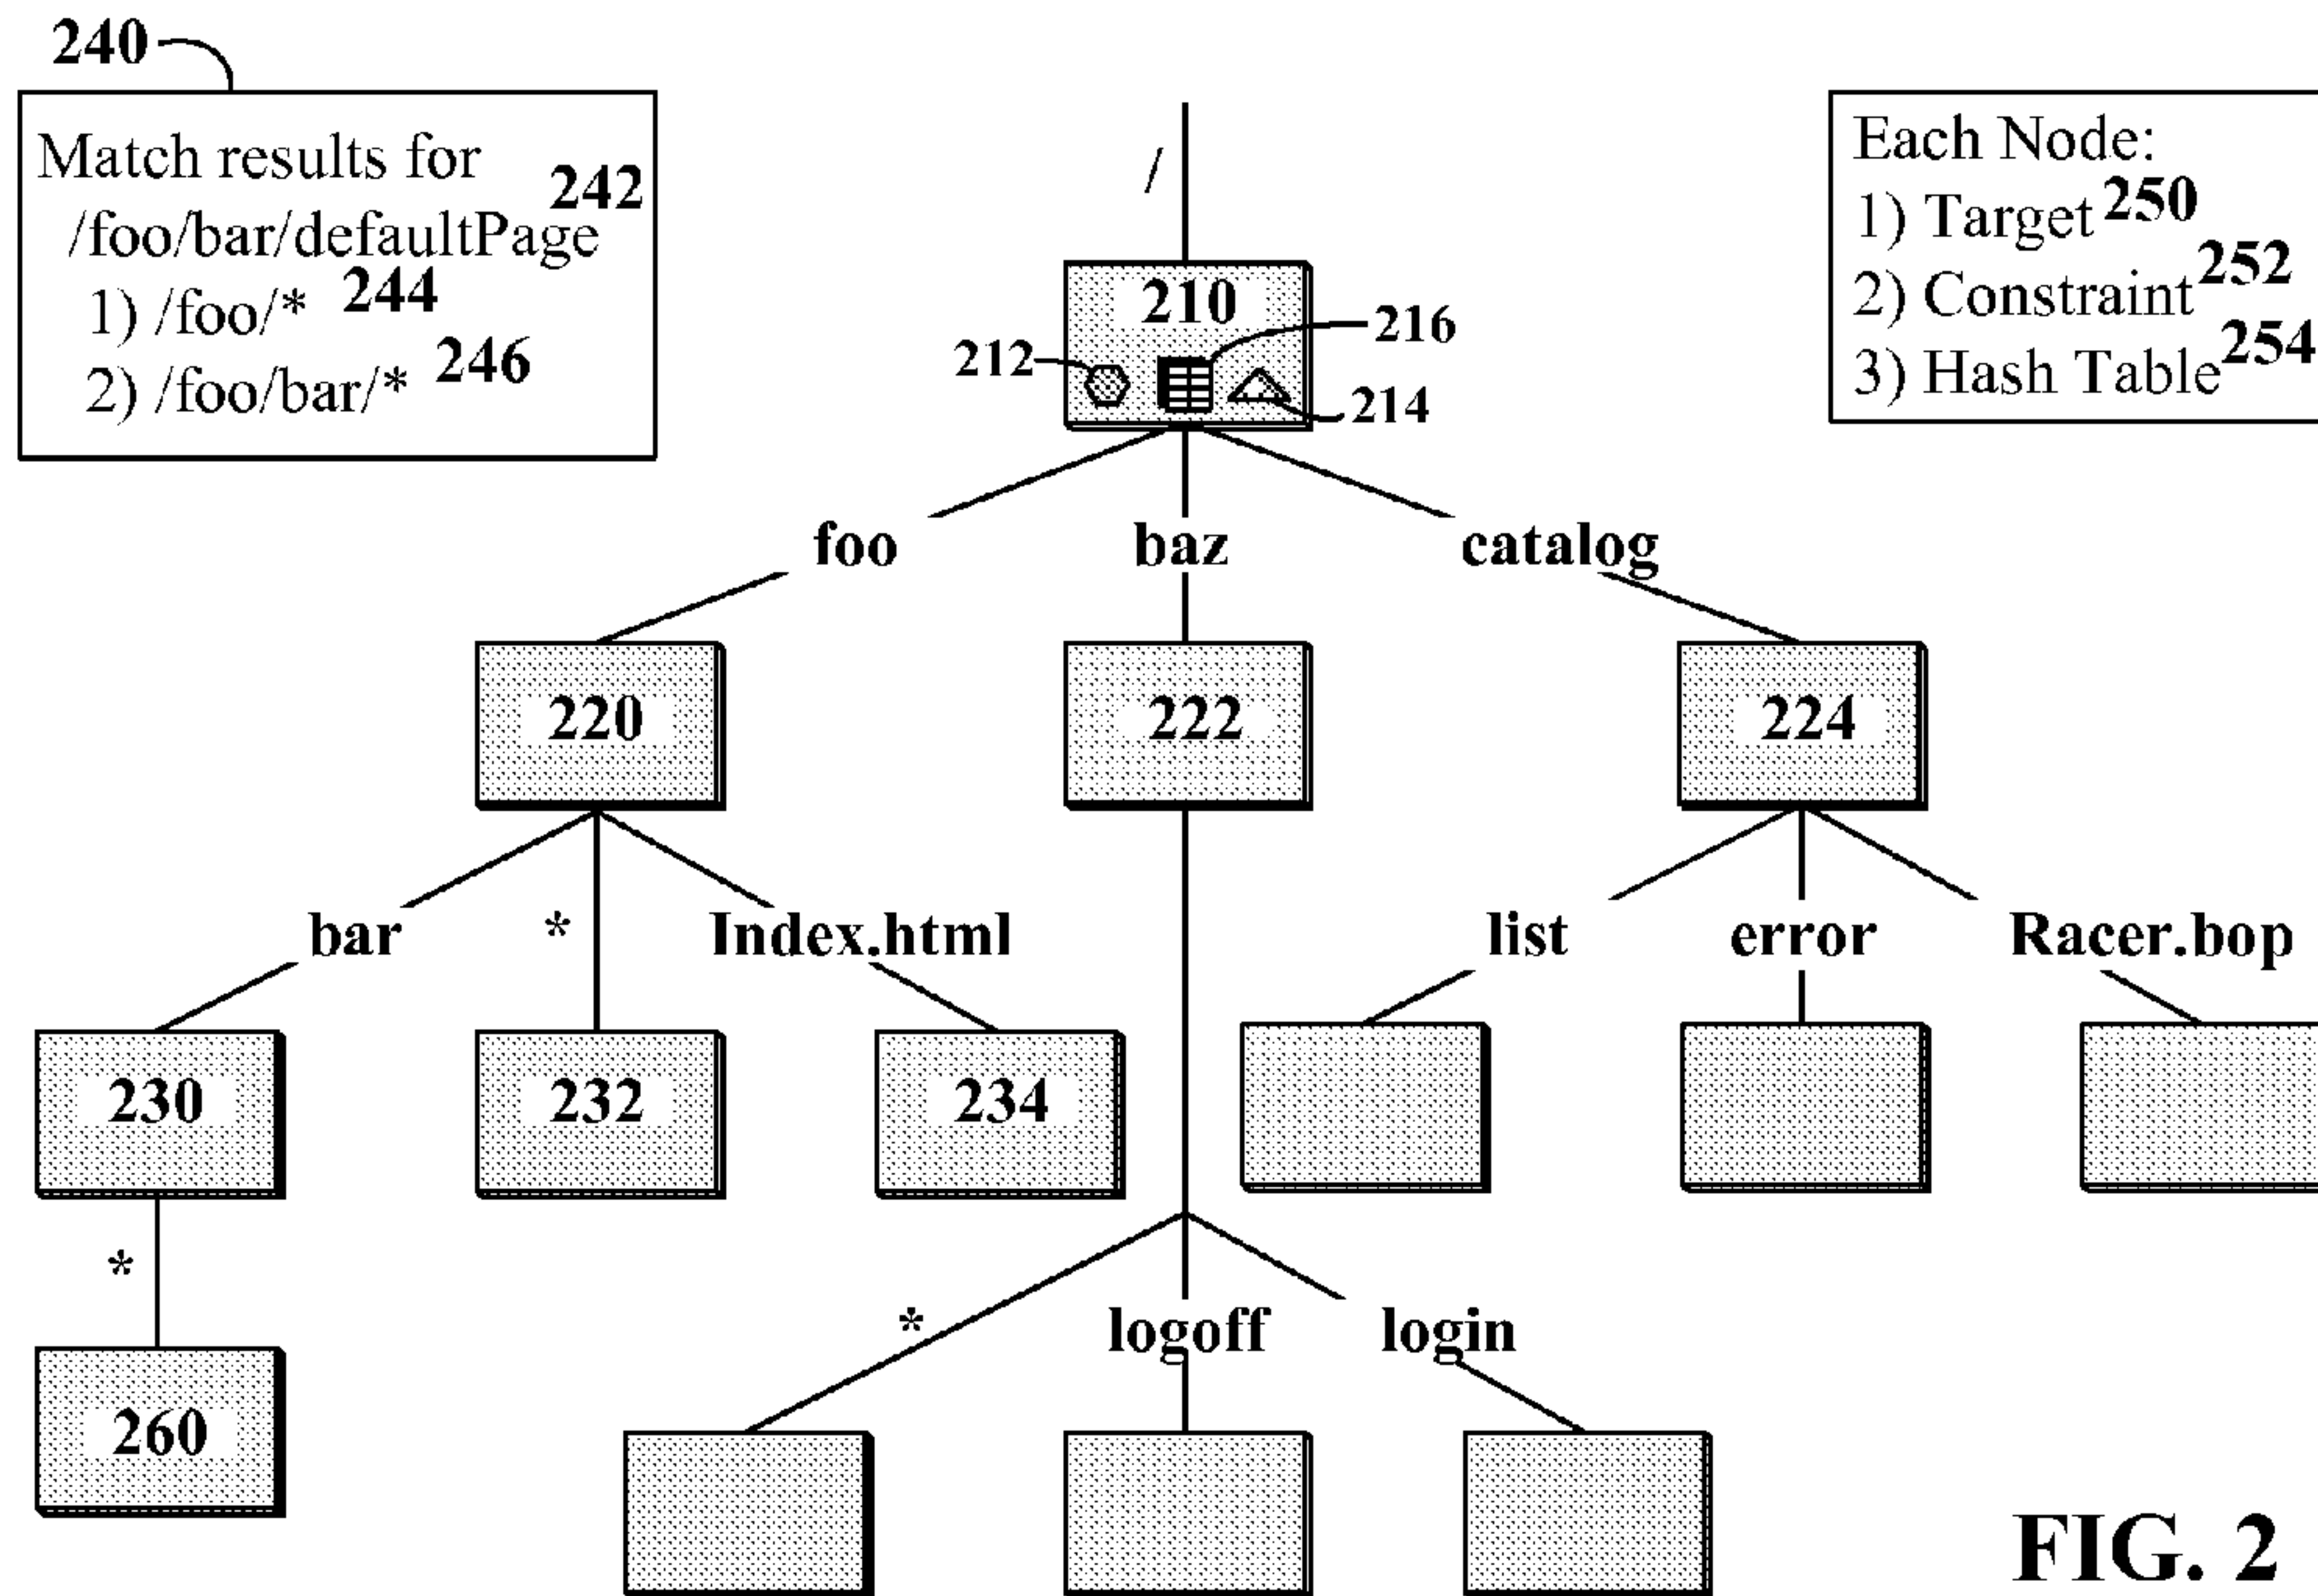 240
Match results for
/foo/bar/defaultPage 242
1) /foo/* 244
2) /foo/bar/* 246
/
Each Node:
1) Target 250
2) Constraint 252
3) Hash Table 254
210
212
216
214
foo baz catalog
220 222 224
bar * Index.html list error Racer.bop
230 232 234
*
* logoff login
260
FIG. 2